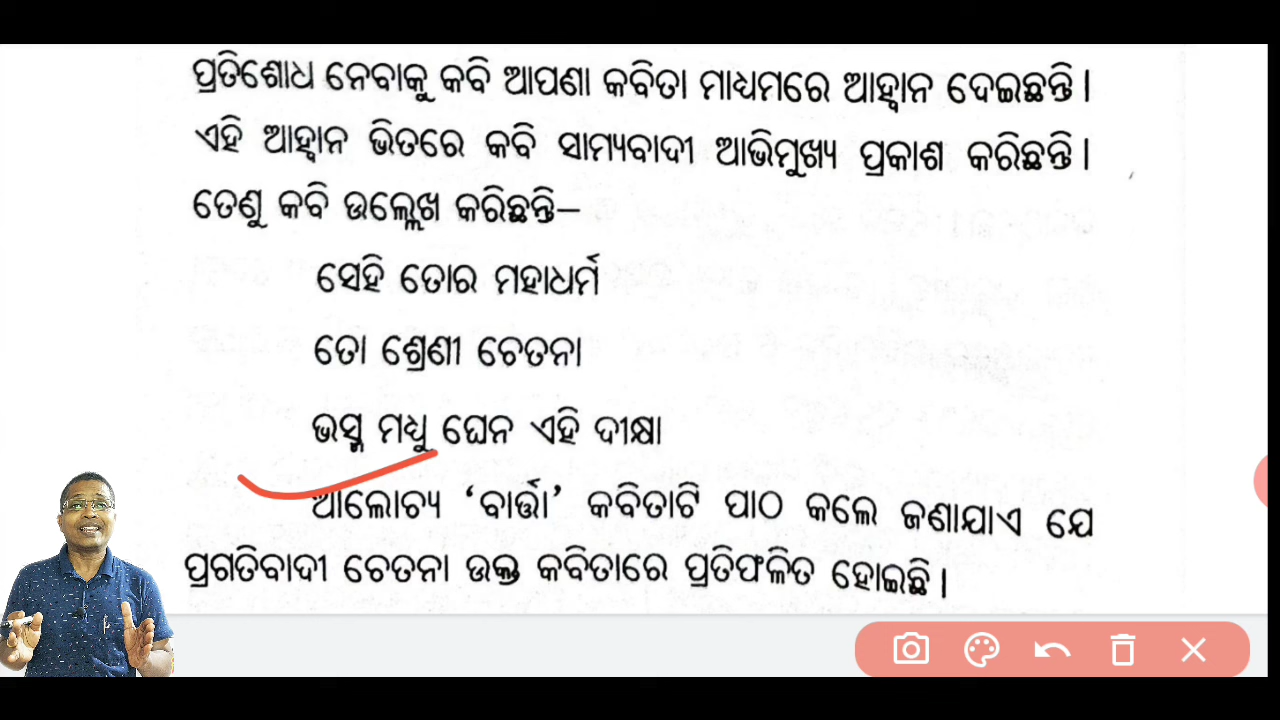 ପ୍ରତିଶୋଧ ନେବାକୁ କବି ଆପଣା କବିତା ମାଧ୍ୟମରେ ଆହ୍ୱାନ ଦେଇଛନ୍ତି।
ଏହି ଆହ୍ୱାନ ଭିତରେ କବି ସାମ୍ୟବାଦୀ ଆଭିମୁଖ୍ୟ ପ୍ରକାଶ କରିଛନ୍ତି।
ତେଣୁ କବି ଉଲ୍ଲେଖ କରିଛନ୍ତି–
ସେହି ତୋର ମହାଧର୍ମ
ତୋ ଶ୍ରେଣୀ ଚେତନା
ଭସ୍ମ ମଧ୍ୟୁ ଘେନ ଏହି ଦୀକ୍ଷା
ଆଲୋଚ୍ୟ ‘ବାର୍ତ୍ତା’ କବିତାଟି ପାଠ କଲେ ଜଣାଯାଏ ଯେ
ପ୍ରଗତିବାଦୀ ଚେତନା ଉକ୍ତ କବିତାରେ ପ୍ରତିଫଳିତ ହୋଇଛି।